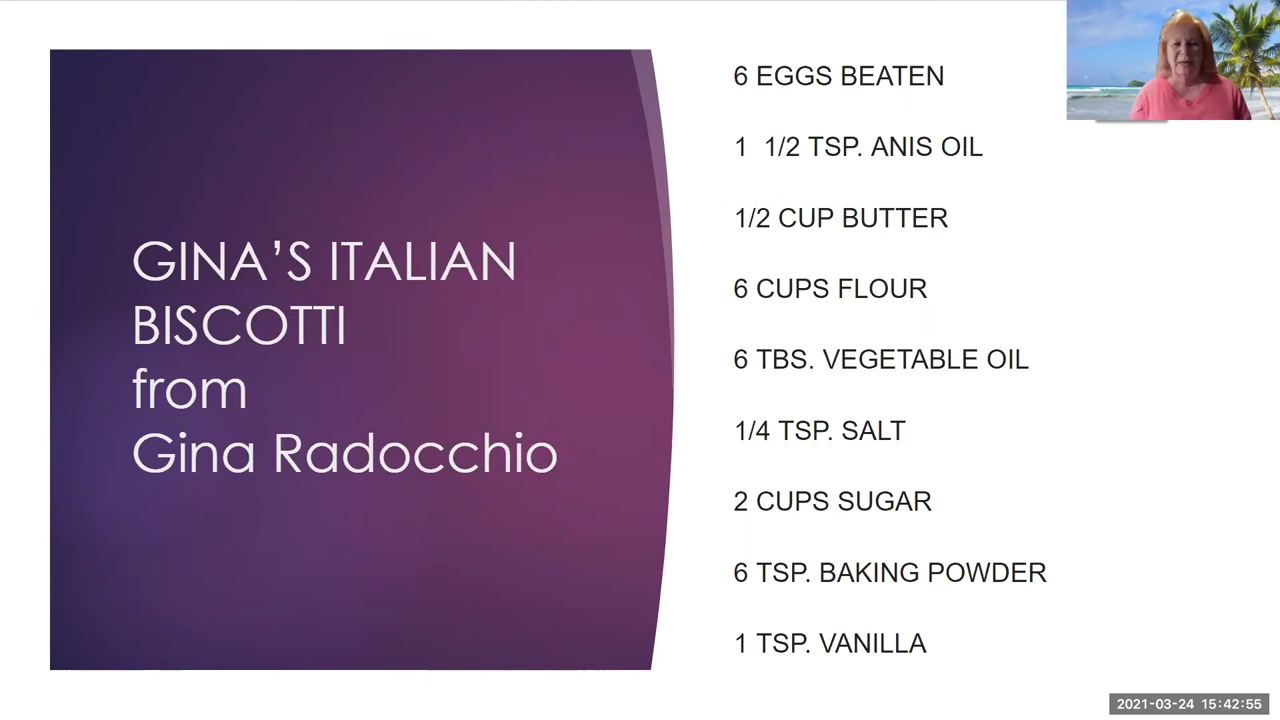 GINA’S ITALIAN
BISCOTTI
from
Gina Radocchio
6 EGGS BEATEN
1  1/2 TSP. ANIS OIL
1/2 CUP BUTTER
6 CUPS FLOUR
6 TBS. VEGETABLE OIL
1/4 TSP. SALT
2 CUPS SUGAR
6 TSP. BAKING POWDER
1 TSP. VANILLA
2021-03-24  15:42:55